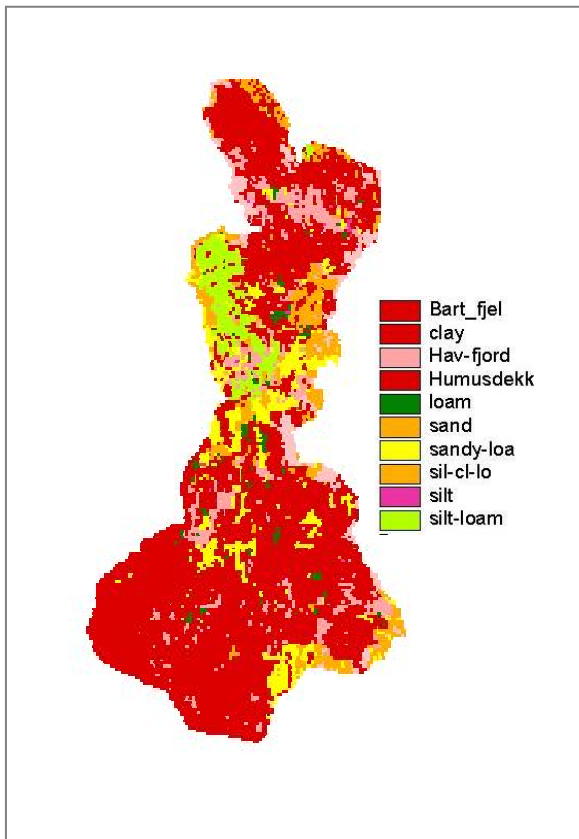 Bart_fjel
clay
Hav-fjord
Humusdekk
loam
sand
sandy-loa
sil-cl-lo
silt
silt-loam